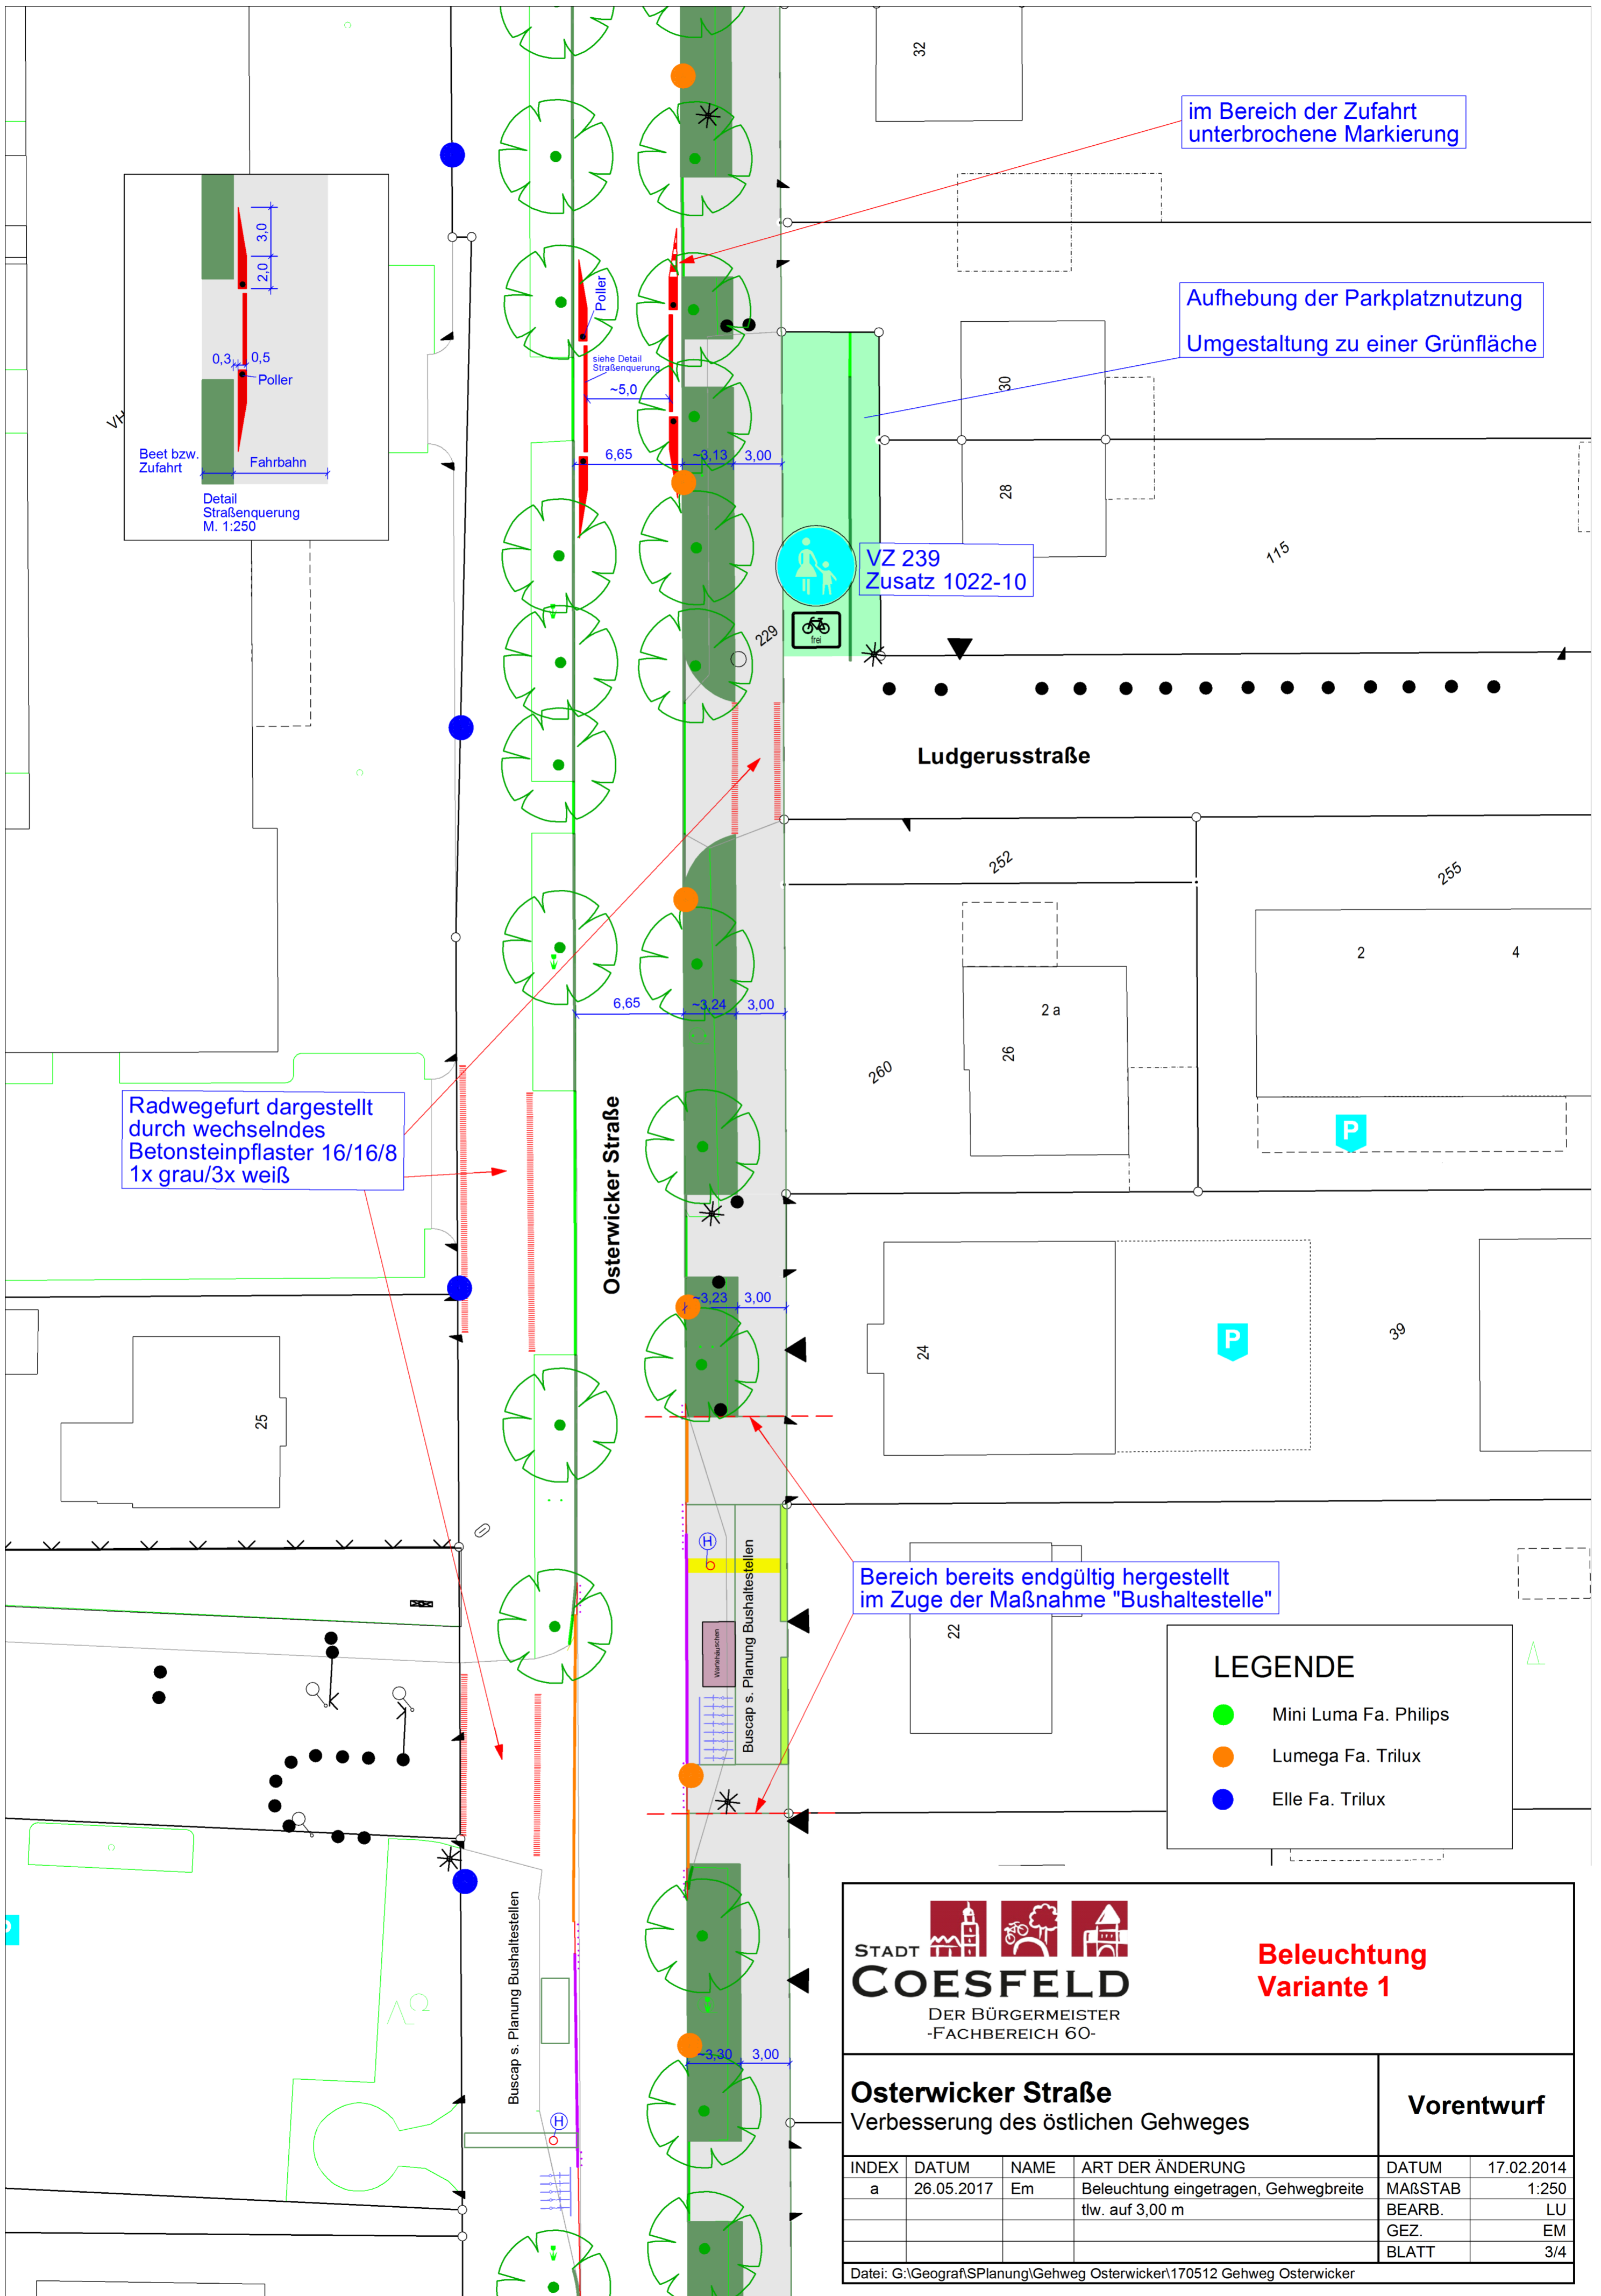 32
im Bereich der Zufahrt
unterbrochene Markierung
3,0
2,0
0,3
0,5
Poller
Beet bzw.
Zufahrt
Fahrbahn
Detail
Straßenquerung
M. 1:250
VH
Poller
siehe Detail
Straßenquerung
~5,0
6,65
~3,13
3,00
Aufhebung der Parkplatznutzung
Umgestaltung zu einer Grünfläche
30
28
115
VZ 239
Zusatz 1022-10
frei
229
Ludgerusstraße
252
255
2
4
2 a
26
260
6,65
~3,24
3,00
Radwegefurt dargestellt
durch wechselndes
Betonsteinpflaster 16/16/8
1x grau/3x weiß
Osterwicker Straße
P
~3,23
3,00
24
P
39
25
H
Buscap s. Planung Bushaltestellen
Wartehäuschen
Bereich bereits endgültig hergestellt
im Zuge der Maßnahme "Bushaltestelle"
22
LEGENDE
Mini Luma Fa. Philips
Lumega Fa. Trilux
Elle Fa. Trilux
Buscap s. Planung Bushaltestellen
H
~3,30
3,00
STADT
COESFELD
DER BÜRGERMEISTER
-FACHBEREICH 60-
Beleuchtung
Variante 1
Osterwicker Straße
Verbesserung des östlichen Gehweges
Vorentwurf
INDEX DATUM NAME ART DER ÄNDERUNG DATUM 17.02.2014
a 26.05.2017 Em Beleuchtung eingetragen, Gehwegbreite MAßSTAB 1:250
tlw. auf 3,00 m BEARB. LU
GEZ. EM
BLATT 3/4
Datei: G:\Geograf\SPlanung\Gehweg Osterwicker\170512 Gehweg Osterwicker